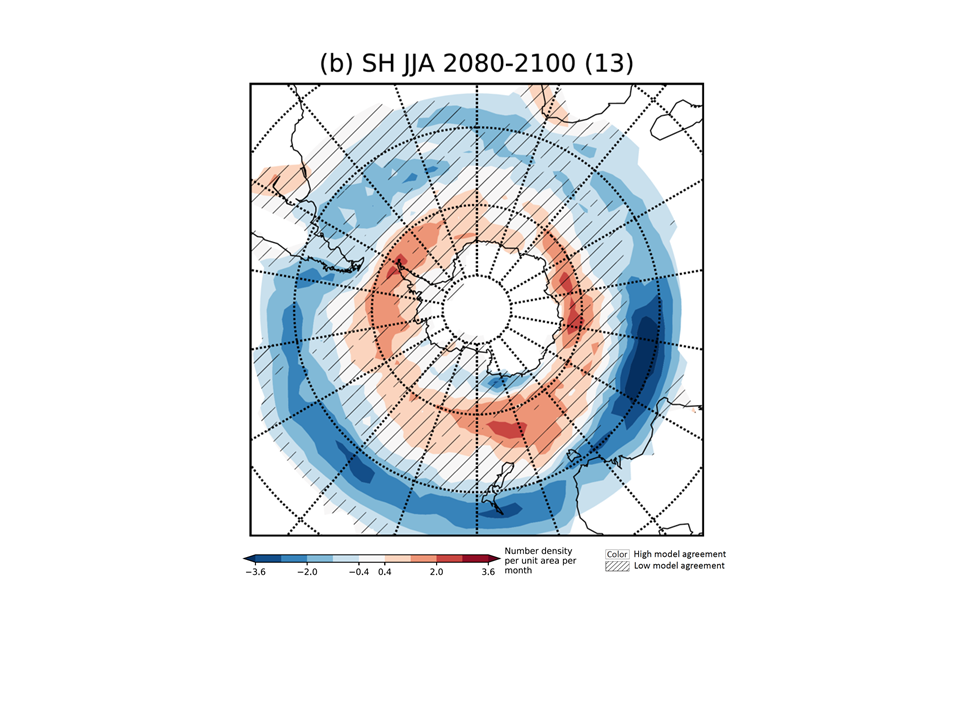 (b) SH JJA 2080-2100 (13)
−3.6 −2.0 −0.4 0.4 2.0 3.6
Number density
per unit area per
month
Color High model agreement
Low model agreement